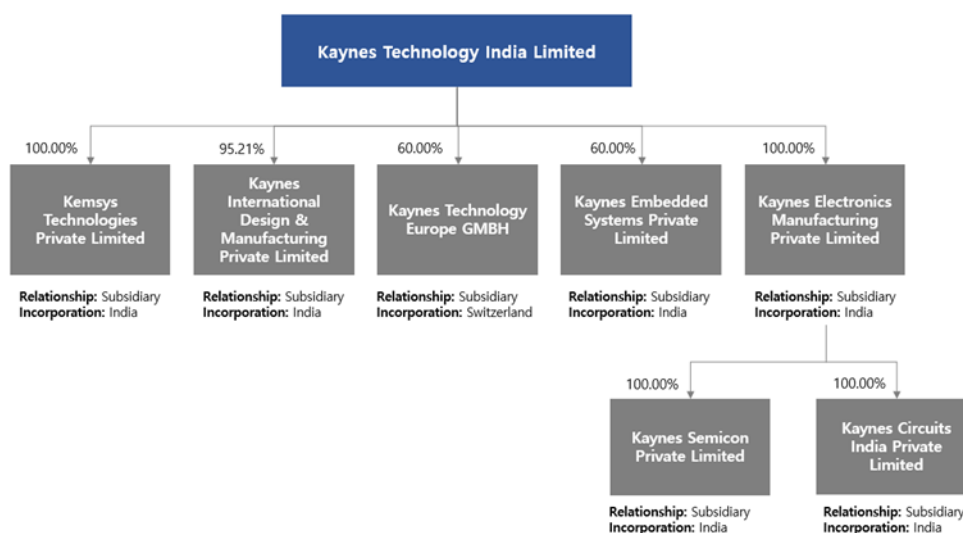 Kaynes Technology India Limited
100.00%
95.21%
60.00%
60.00%
100.00%
Kemsys
Technologies
Private Limited
Kaynes
International
Design &
Manufacturing
Private Limited
Kaynes Technology
Europe GMBH
Kaynes Embedded
Systems Private
Limited
Kaynes Electronics
Manufacturing
Private Limited
Relationship: Subsidiary
Incorporation: India
Relationship: Subsidiary
Incorporation: India
Relationship: Subsidiary
Incorporation: Switzerland
Relationship: Subsidiary
Incorporation: India
Relationship: Subsidiary
Incorporation: India
100.00%
100.00%
Kaynes Semicon
Private Limited
Kaynes Circuits
India Private
Limited
Relationship: Subsidiary
Incorporation: India
Relationship: Subsidiary
Incorporation: India